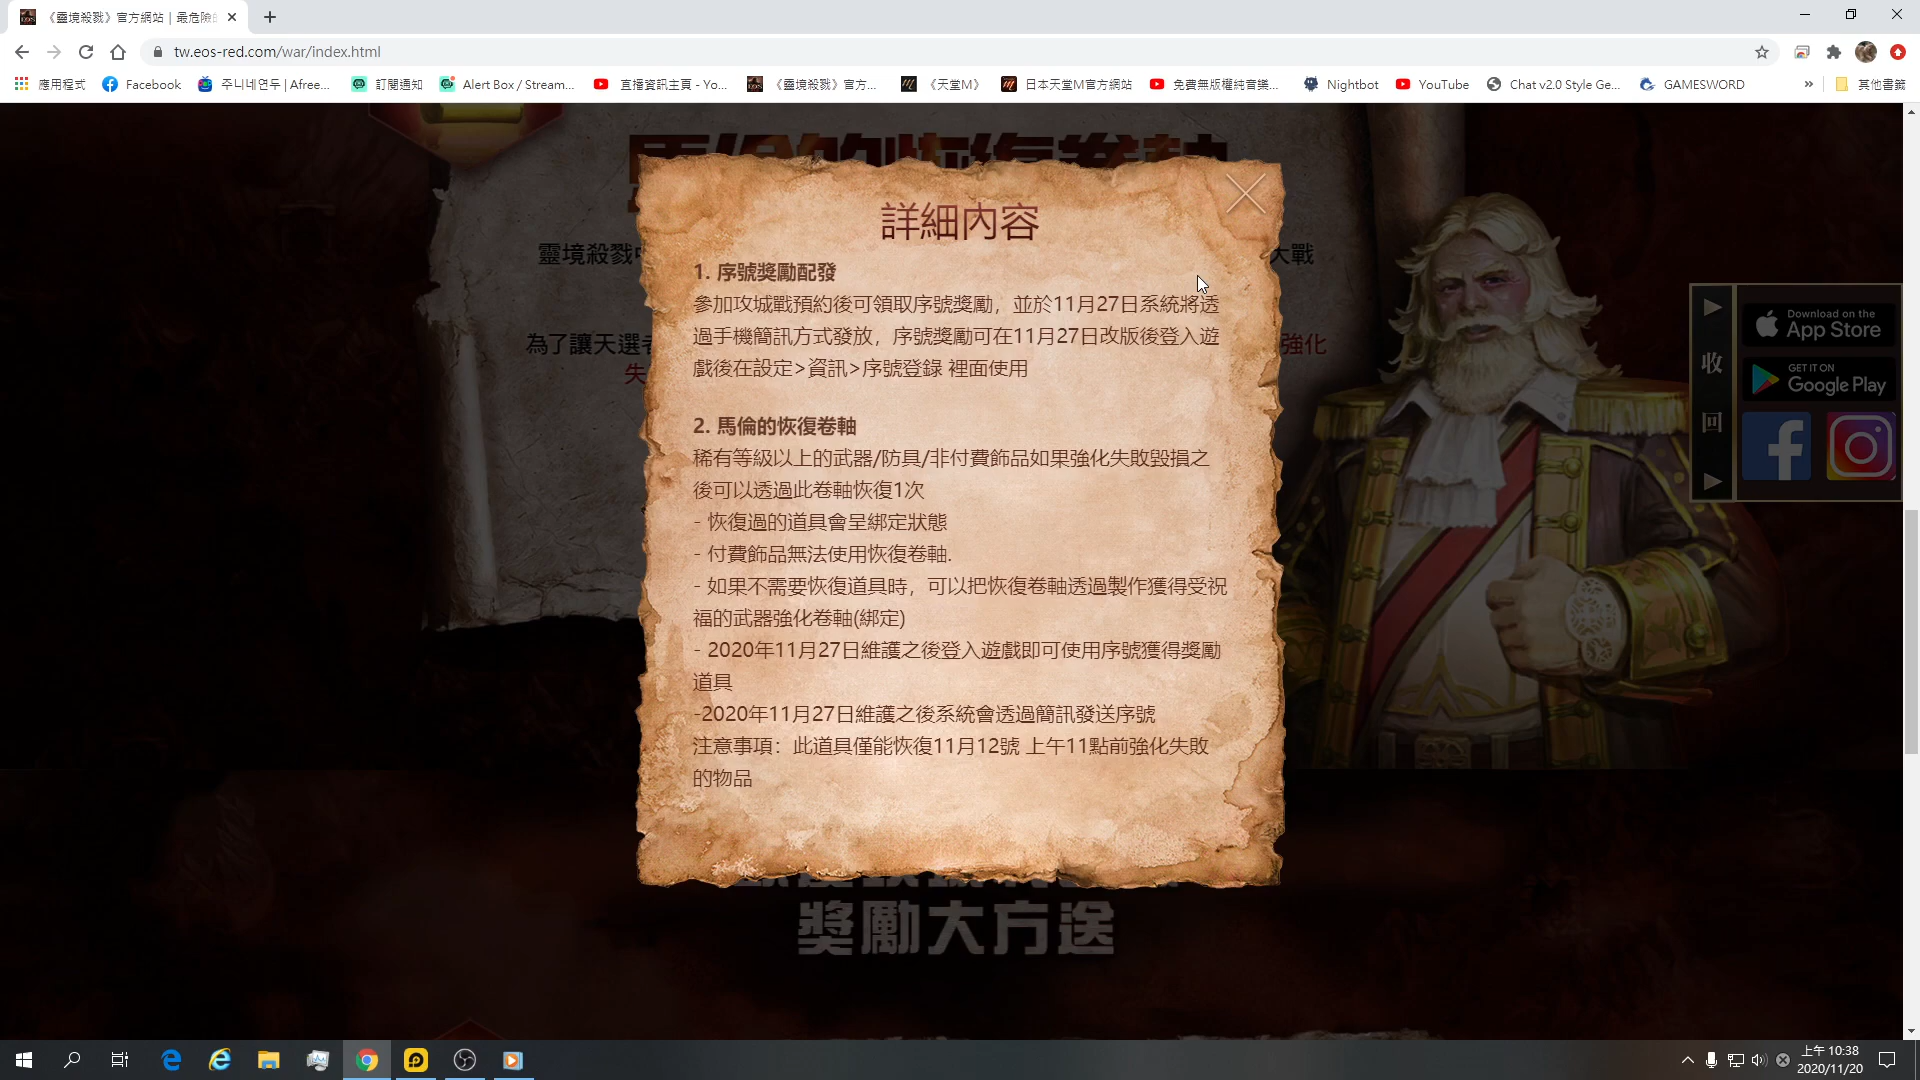 《靈境殺戮》官方網站｜最危險
tw.eos-red.com/war/index.html
應用程式 Facebook 주니네연두 | Afree... 訂閱通知 Alert Box / Stream... 直播資訊主頁 - Yo... 《靈境殺戮》官方... 《天堂M》 日本天堂M官方網站 免費無版權純音樂... Nightbot YouTube Chat v2.0 Style Ge... GAMESWORD » 其他書籤
靈境殺戮 大戰
為了讓天選 強化
失
詳細內容
1. 序號獎勵配發
參加攻城戰預約後可領取序號獎勵，並於11月27日系統將透
過手機簡訊方式發放，序號獎勵可在11月27日改版後登入遊
戲後在設定>資訊>序號登錄 裡面使用
2. 馬倫的恢復卷軸
稀有等級以上的武器/防具/非付費飾品如果強化失敗毀損之
後可以透過此卷軸恢復1次
- 恢復過的道具會呈綁定狀態
- 付費飾品無法使用恢復卷軸.
- 如果不需要恢復道具時，可以把恢復卷軸透過製作獲得受祝
福的武器強化卷軸(綁定)
- 2020年11月27日維護之後登入遊戲即可使用序號獲得獎勵
道具
-2020年11月27日維護之後系統會透過簡訊發送序號
注意事項：此道具僅能恢復11月12號 上午11點前強化失敗
的物品
獎勵大方送
收
回
Download on the
App Store
GET IT ON
Google Play
上午 10:38
2020/11/20